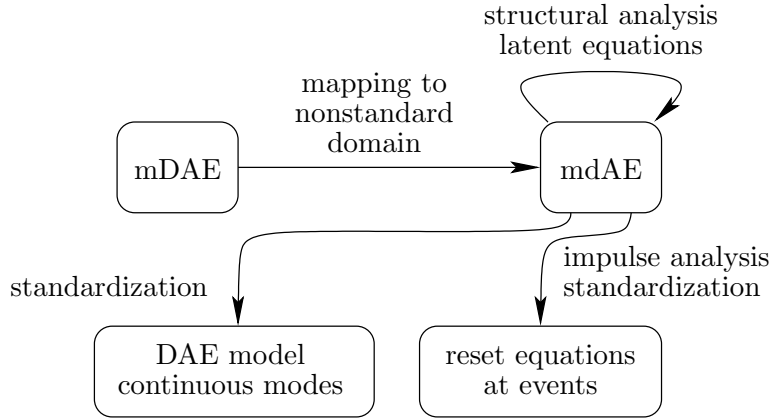 structural analysis
latent equations
mapping to
nonstandard
domain
mDAE
mdAE
impulse analysis
standardization
standardization
DAE model
continuous modes
reset equations
at events